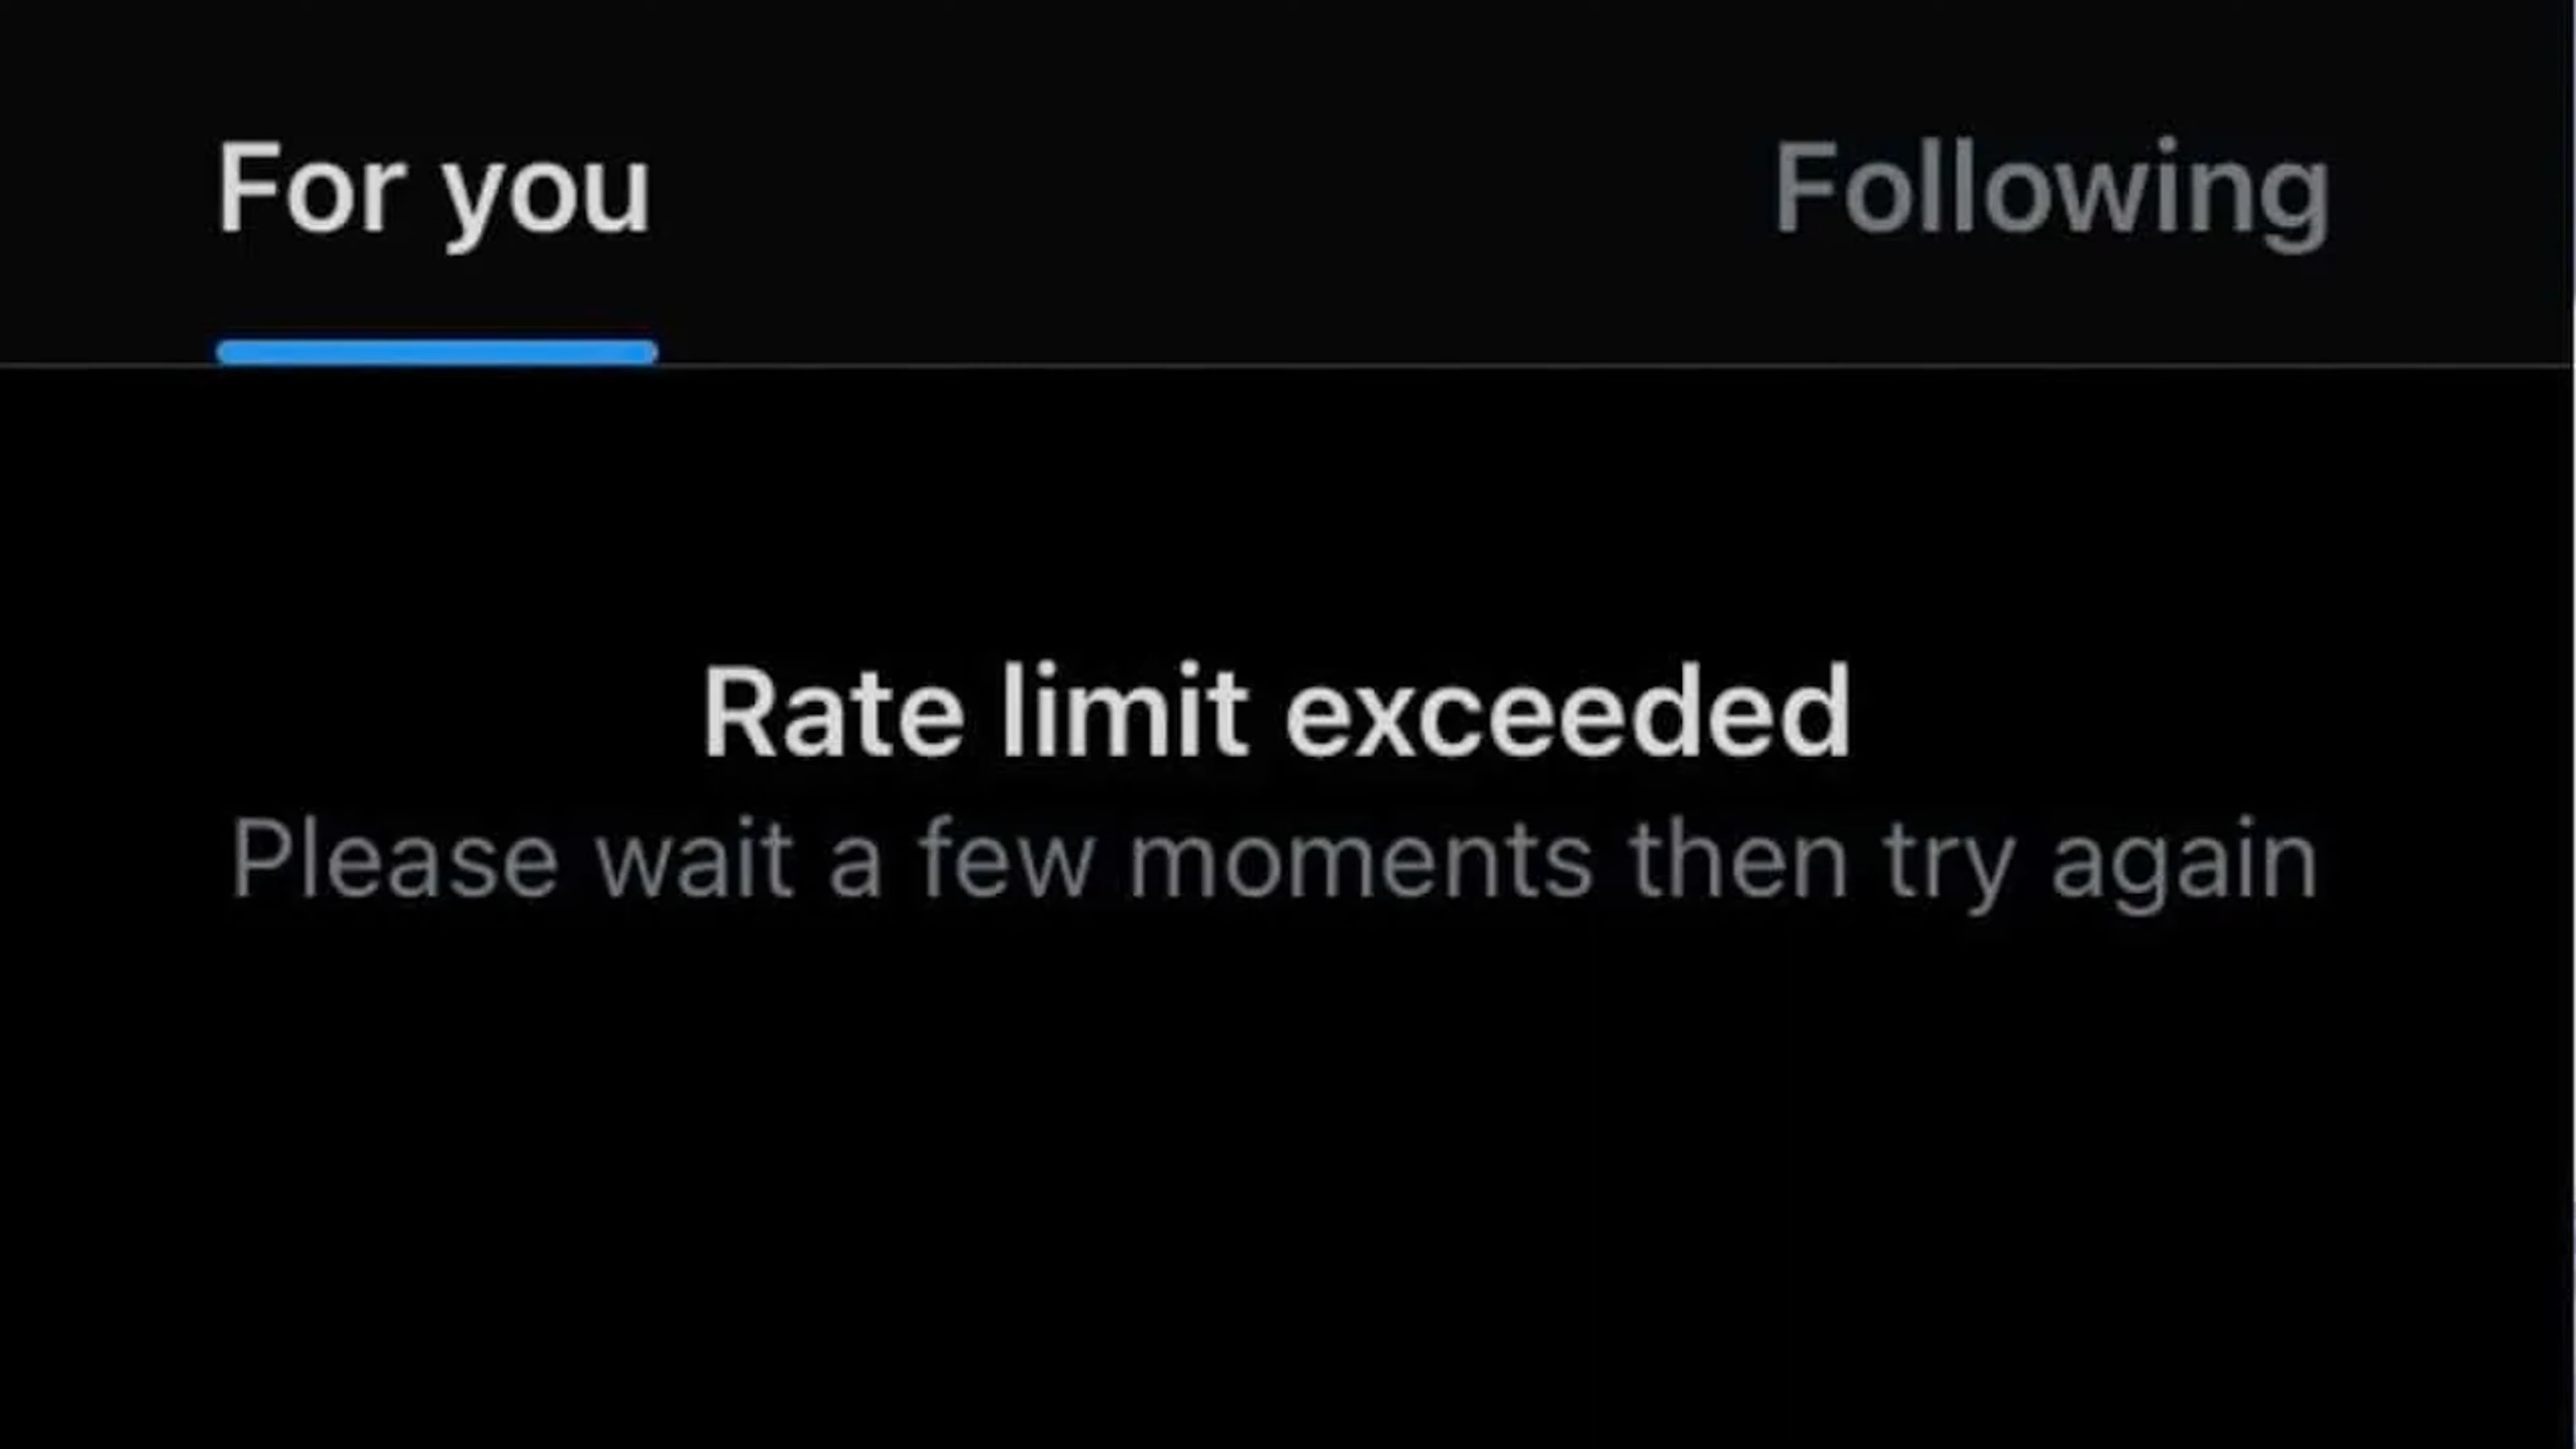 For you Following
Rate limit exceeded
Please wait a few moments then try again